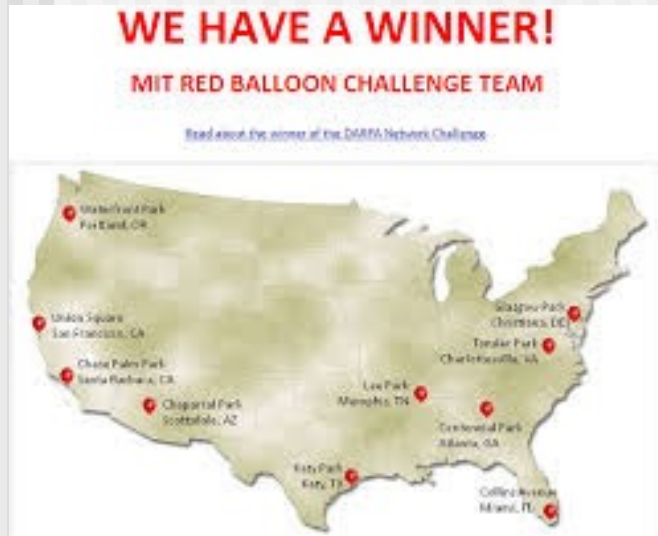 WE HAVE A WINNER!
MIT RED BALLOON CHALLENGE TEAM
Read about the winner of the DARPA Network Challenge
Waterfront Park
Portland, OR
Union Square
San Francisco, CA
Chase Palm Park
Santa Barbara, CA
Chaparral Park
Scottsdale, AZ
Glasgow Park
Christiana, DE
Charlottesville, VA
Lee Park
Memphis, TN
Centennial Park
Atlanta, GA
Katy Park
Katy, TX
Collins Avenue
Miami, FL